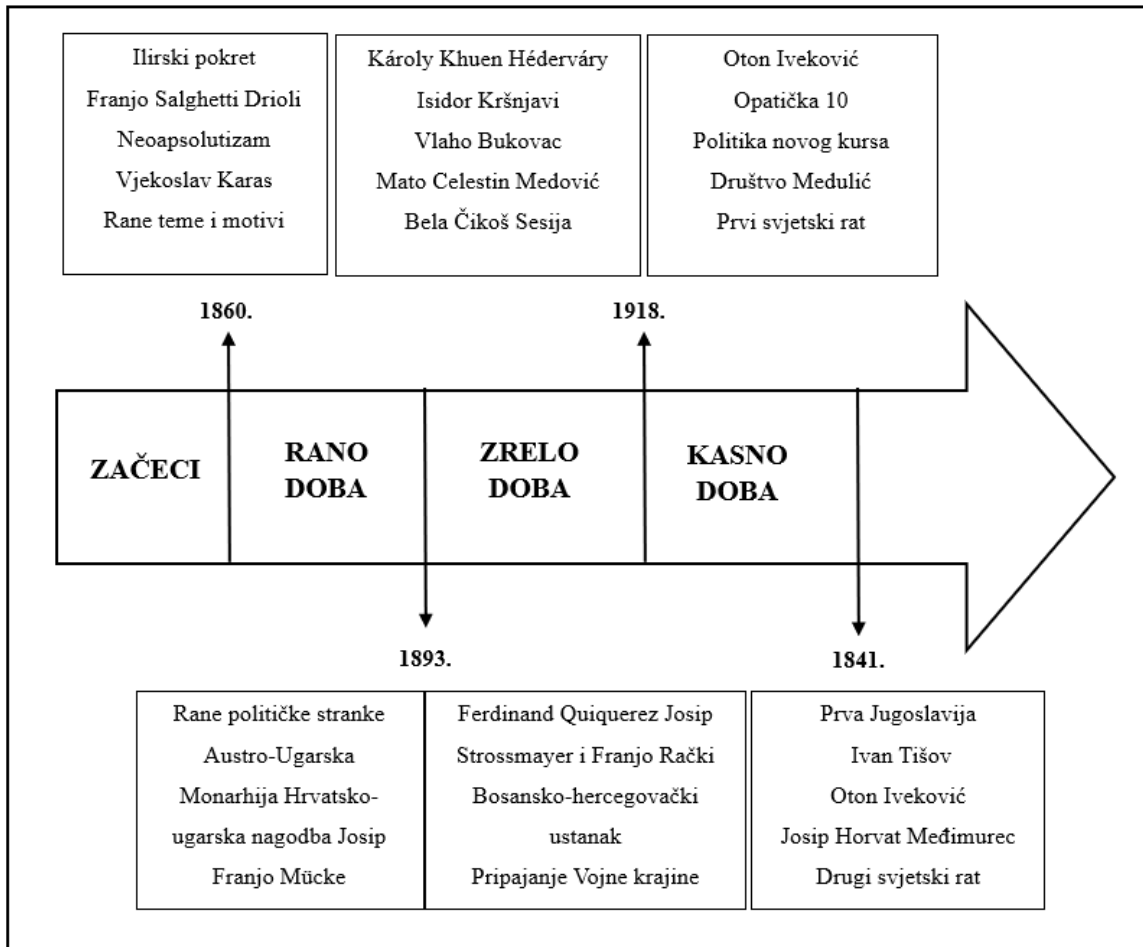 Ilirski pokret
Franjo Salghetti Drioli
Neoapsolutizam
Vjekoslav Karas
Rane teme i motivi
Károly Khuen Héderváry
Isidor Kršnjavi
Vlaho Bukovac
Mato Celestin Medović
Bela Čikoš Sesija
Oton Iveković
Opatička 10
Politika novog kursa
Društvo Medulić
Prvi svjetski rat
1860.
1918.
ZAČECI
RANO
DOBA
ZRELO
DOBA
KASNO
DOBA
1893.
1841.
Rane političke stranke
Austro-Ugarska
Monarhija Hrvatsko-
ugarska nagodba Josip
Franjo Mücke
Ferdinand Quiquerez Josip
Strossmayer i Franjo Rački
Bosansko-hercegovački
ustanak
Pripajanje Vojne krajine
Prva Jugoslavija
Ivan Tišov
Oton Iveković
Josip Horvat Međimurec
Drugi svjetski rat